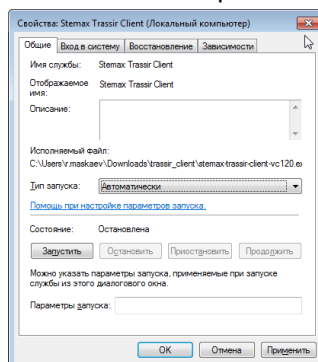 Свойства: Stemax Trassir Client (Локальный компьютер)
Общие Вход в систему Восстановление Зависимости
Имя службы: Stemax Trassir Client
Отображаемое имя: Stemax Trassir Client
Описание:
Исполняемый файл:
C:\Users\r.maskaev\Downloads\trassir_client\stemax-trassir-client-vc120.ex
Тип запуска: Автоматически
Помощь при настройке параметров запуска.
Состояние: Остановлена
Запустить Остановить Приостановить Продолжить
Можно указать параметры запуска, применяемые при запуске
службы из этого диалогового окна.
Параметры запуска:
ОК Отмена Применить